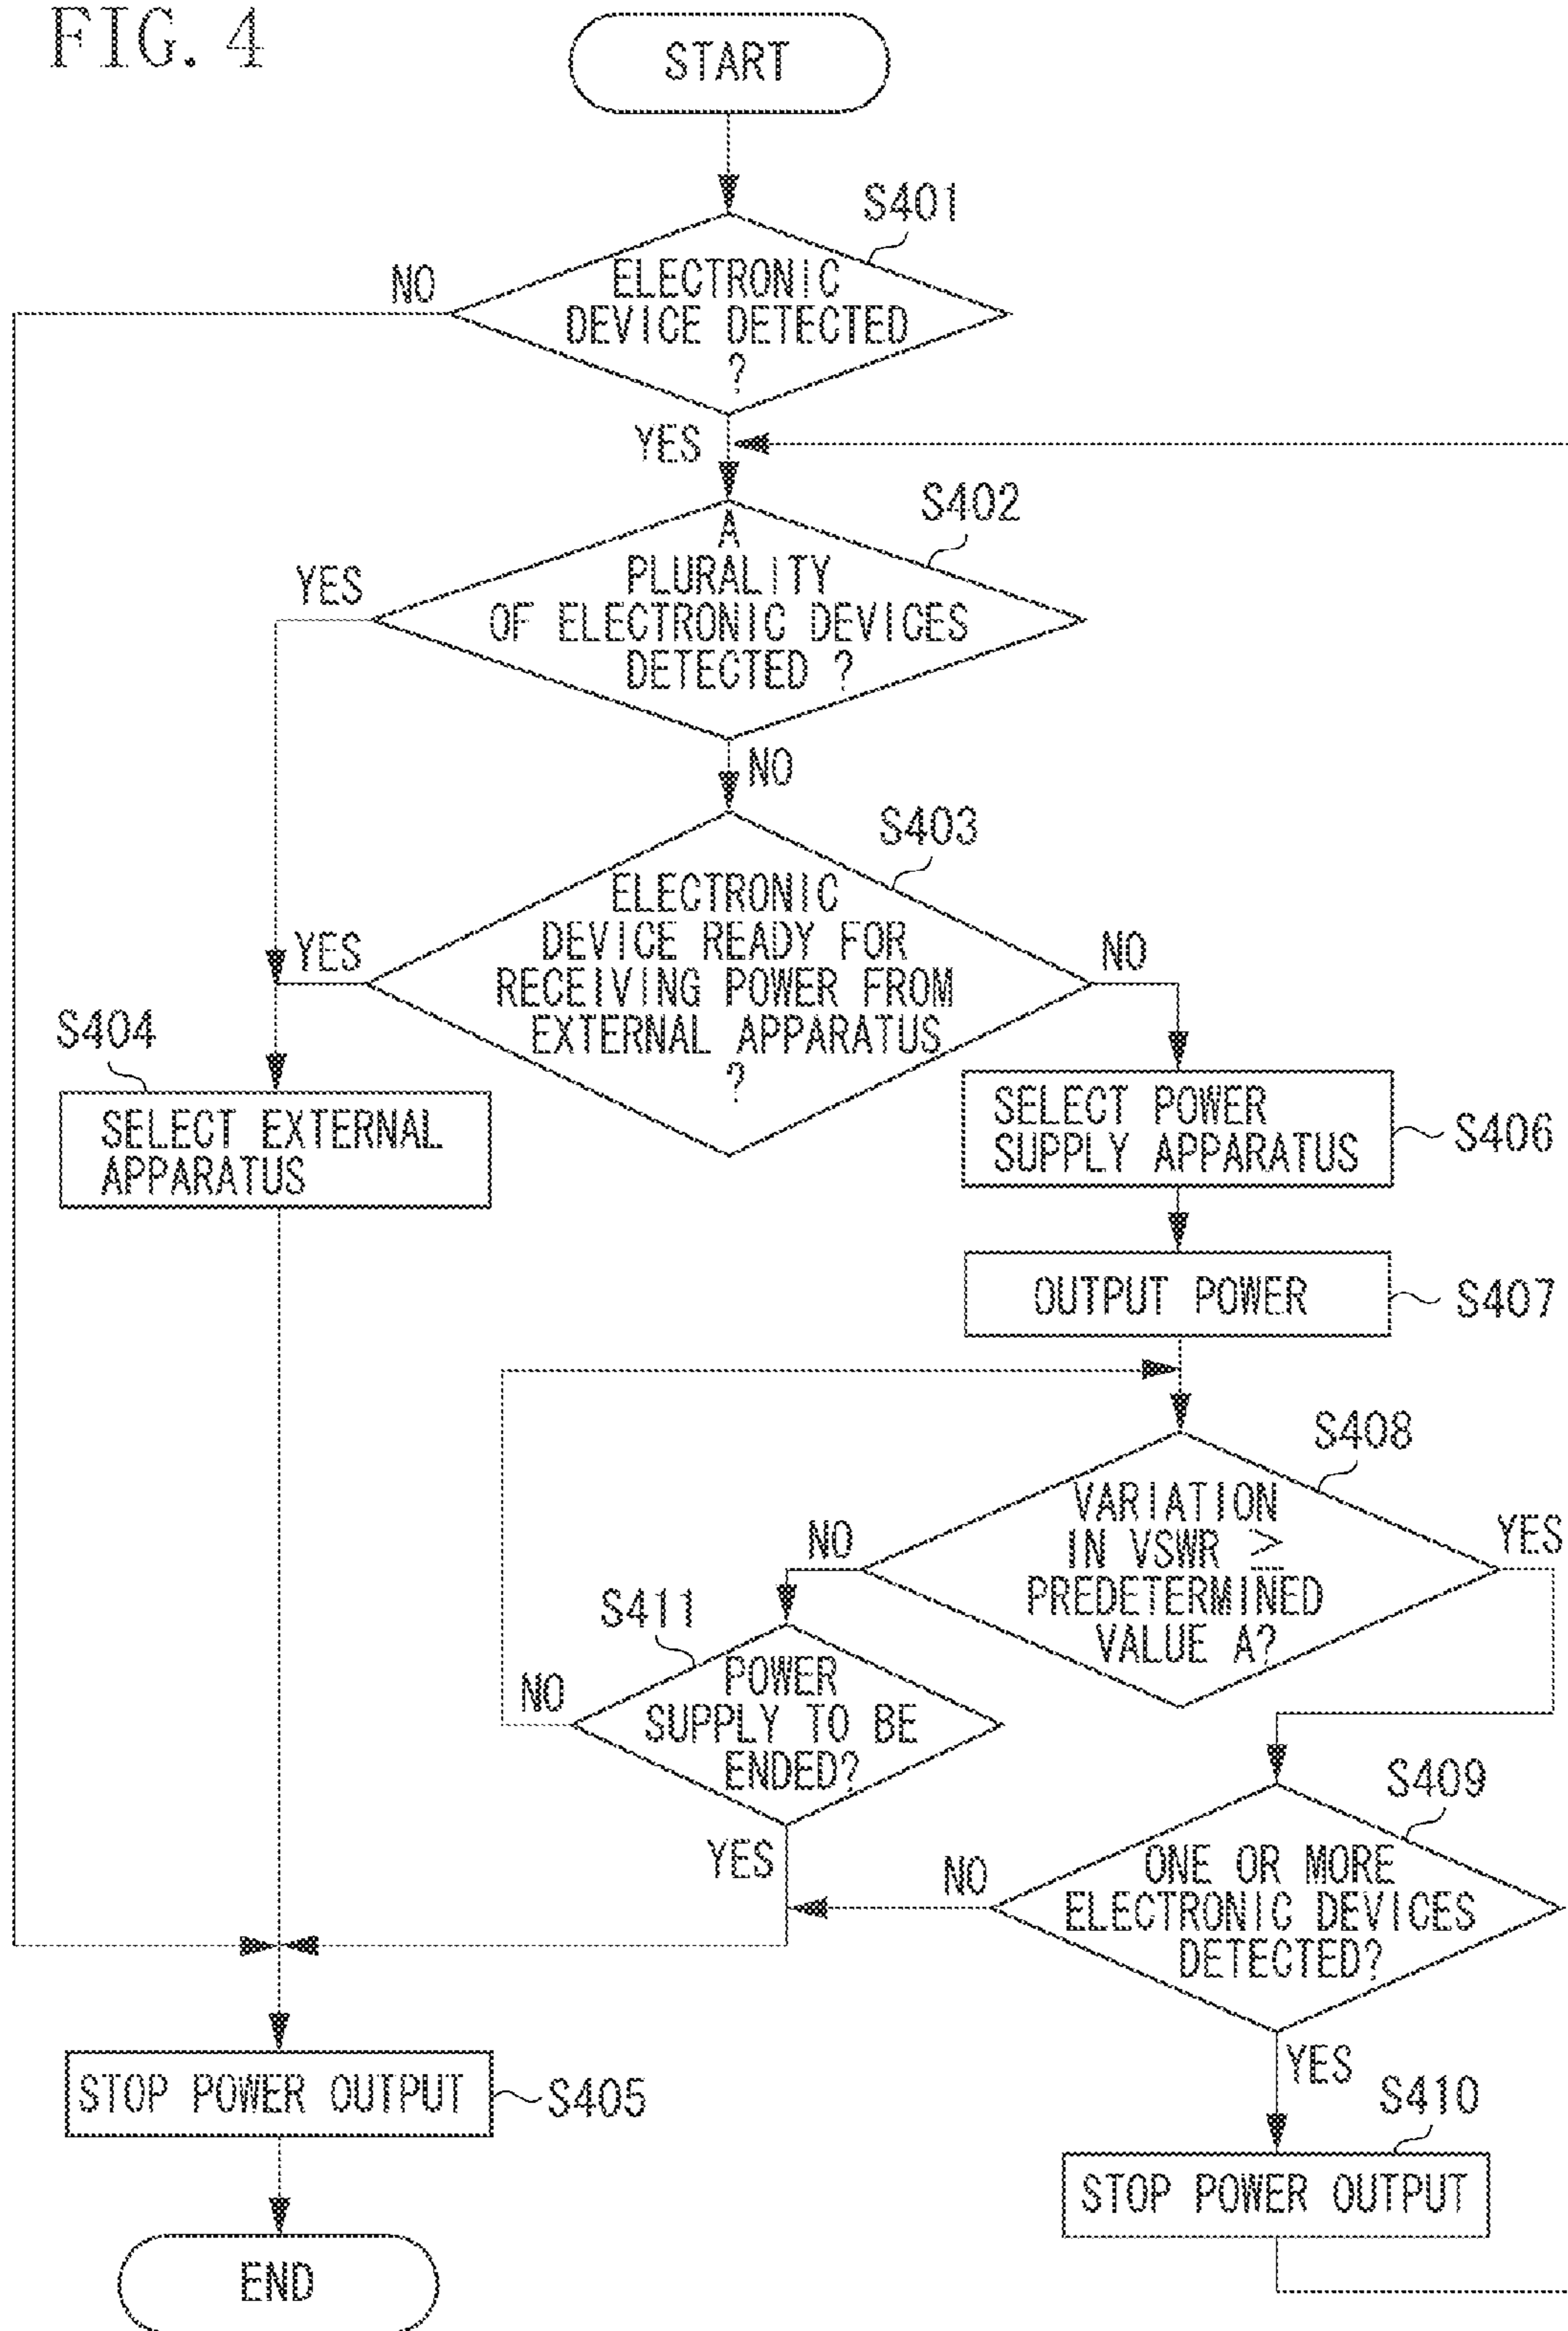 FIG. 4
START
S401
NO
ELECTRONIC
DEVICE DETECTED
?
YES
S402
A
PLURALITY
OF ELECTRONIC DEVICES
DETECTED ?
YES
NO
S403
ELECTRONIC
DEVICE READY FOR
RECEIVING POWER FROM
EXTERNAL APPARATUS
?
YES
NO
S404
SELECT EXTERNAL
APPARATUS
SELECT POWER
SUPPLY APPARATUS
S406
OUTPUT POWER
S407
S408
VARIATION
IN VSWR ≥
PREDETERMINED
VALUE A?
NO
YES
S411
POWER
SUPPLY TO BE
ENDED?
NO
YES
S409
ONE OR MORE
ELECTRONIC DEVICES
DETECTED?
NO
YES
STOP POWER OUTPUT
S405
S410
STOP POWER OUTPUT
END